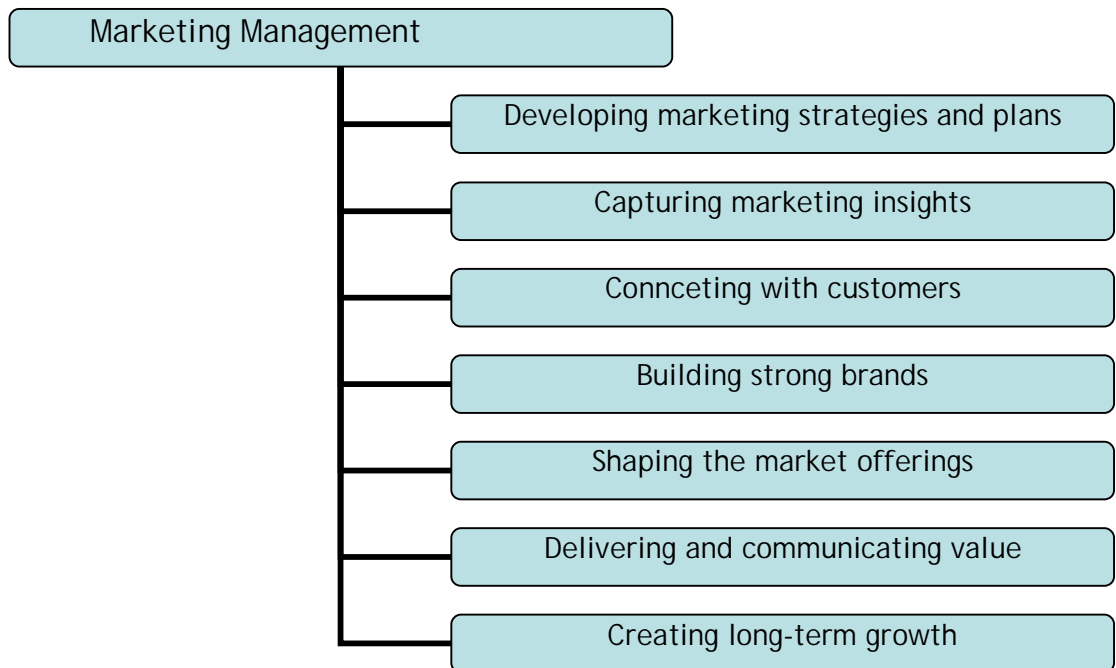 Marketing Management
Developing marketing strategies and plans
Capturing marketing insights
Connceting with customers
Building strong brands
Shaping the market offerings
Delivering and communicating value
Creating long-term growth